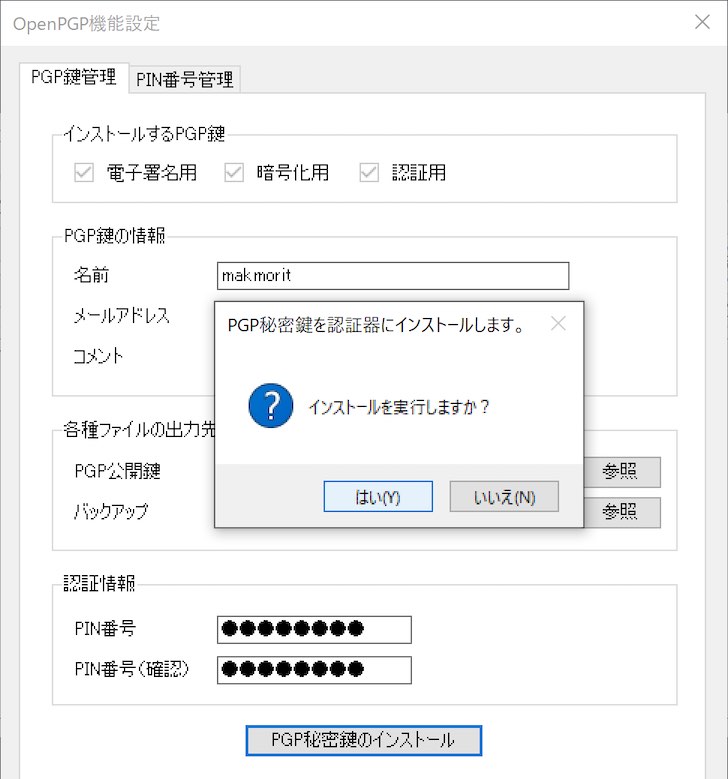 OpenPGP機能設定
PGP鍵管理 PIN番号管理
インストールするPGP鍵
電子署名用 暗号化用 認証用
PGP鍵の情報
名前 makmorit
メールアドレス
コメント
PGP秘密鍵を認証器にインストールします。
インストールを実行しますか？
はい(Y) いいえ(N)
各種ファイルの出力先
PGP公開鍵 参照
バックアップ 参照
認証情報
PIN番号 ●●●●●●●●
PIN番号(確認) ●●●●●●●●
PGP秘密鍵のインストール